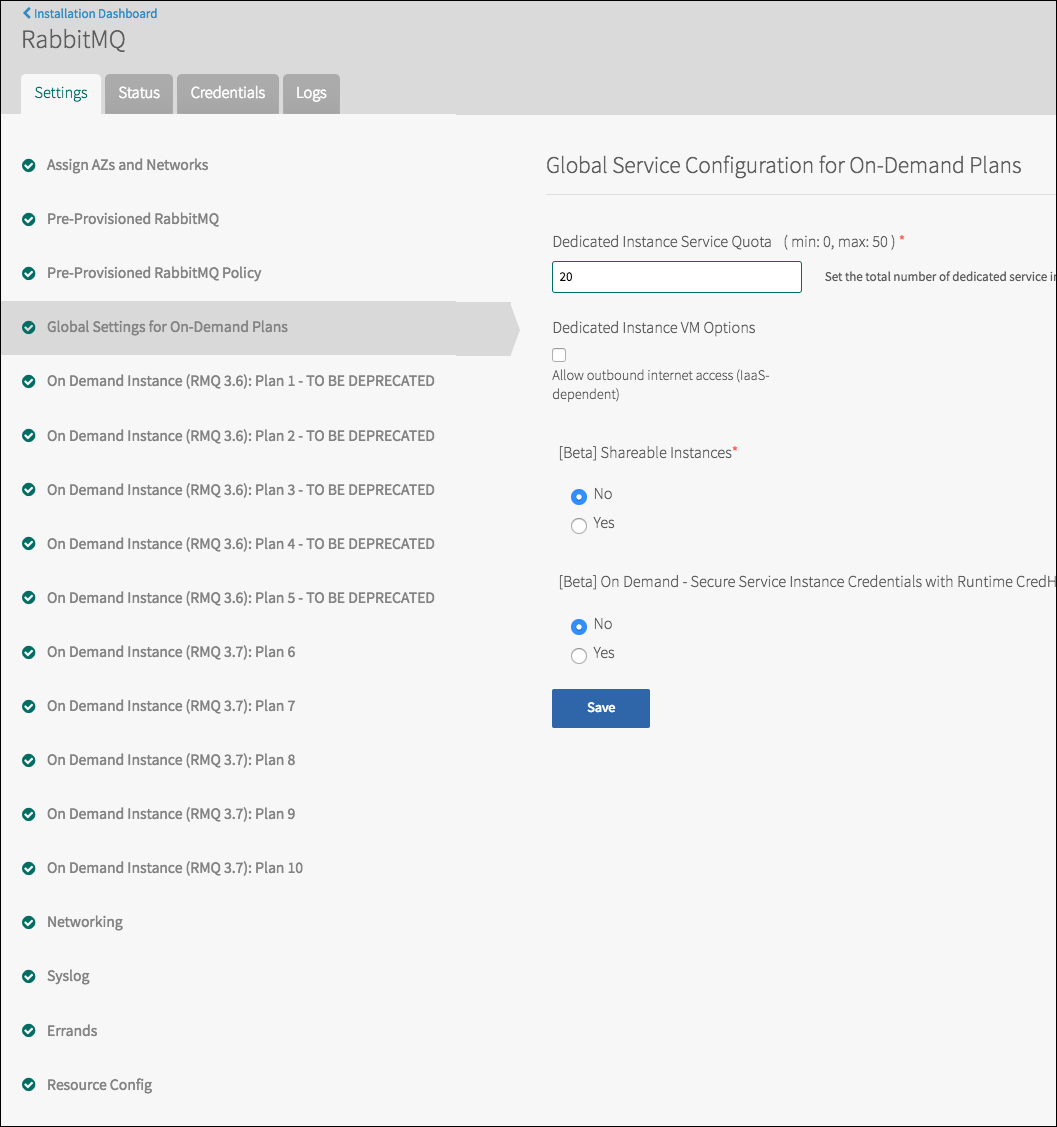 Installation Dashboard
RabbitMQ
Settings
Status
Credentials
Logs
Assign AZs and Networks
Pre-Provisioned RabbitMQ
Pre-Provisioned RabbitMQ Policy
Global Settings for On-Demand Plans
On Demand Instance (RMQ 3.6): Plan 1 - TO BE DEPRECATED
On Demand Instance (RMQ 3.6): Plan 2 - TO BE DEPRECATED
On Demand Instance (RMQ 3.6): Plan 3 - TO BE DEPRECATED
On Demand Instance (RMQ 3.6): Plan 4 - TO BE DEPRECATED
On Demand Instance (RMQ 3.6): Plan 5 - TO BE DEPRECATED
On Demand Instance (RMQ 3.7): Plan 6
On Demand Instance (RMQ 3.7): Plan 7
On Demand Instance (RMQ 3.7): Plan 8
On Demand Instance (RMQ 3.7): Plan 9
On Demand Instance (RMQ 3.7): Plan 10
Networking
Syslog
Errands
Resource Config
Global Service Configuration for On-Demand Plans
Dedicated Instance Service Quota ( min: 0, max: 50 ) *
20
Set the total number of dedicated service
Dedicated Instance VM Options
Allow outbound internet access (IaaS-
dependent)
[Beta] Shareable Instances*
No
Yes
[Beta] On Demand - Secure Service Instance Credentials with Runtime
No
Yes
Save